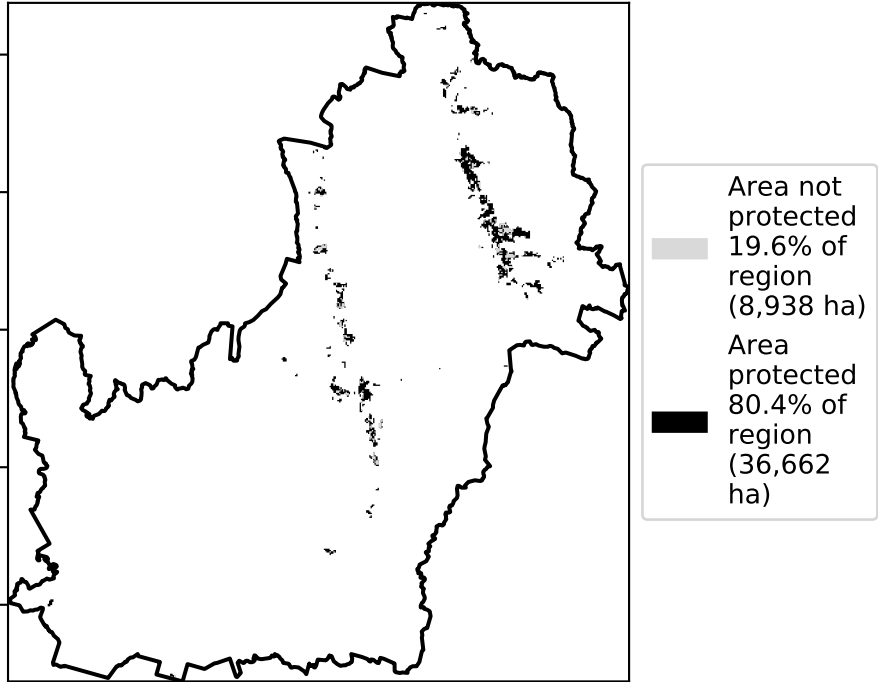 Area not
protected
19.6% of
region
(8,938 ha)
Area
protected
80.4% of
region
(36,662
ha)